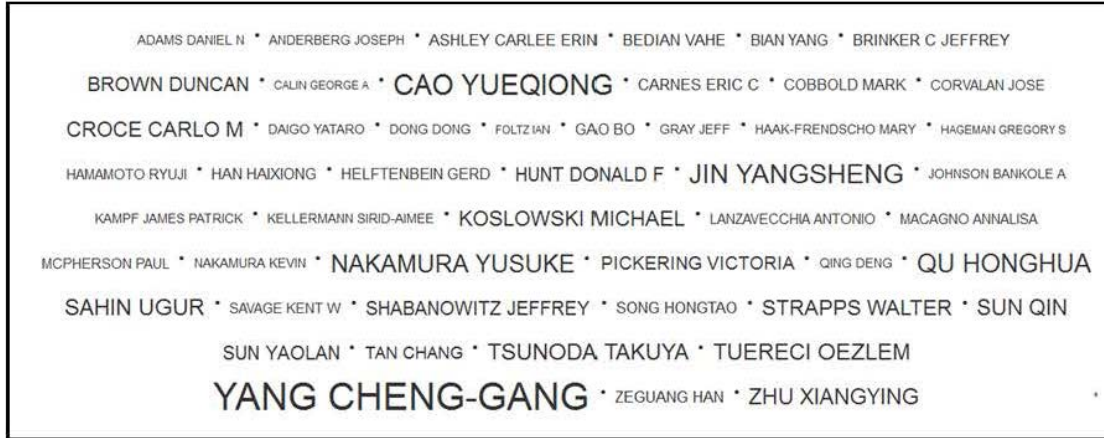 ADAMS DANIEL N • ANDERBERG JOSEPH • ASHLEY CARLEE ERIN • BEDIAN VAHE • BIAN YANG • BRINKER C JEFFREY
BROWN DUNCAN • CALIN GEORGE A • CAO YUEQIONG • CARNES ERIC C • COBBOLD MARK • CORVALAN JOSE
CROCE CARLO M • DAIGO YATARO • DONG DONG • FOLTZ IAN • GAO BO • GRAY JEFF • HAAK-FRENDSCHO MARY • HAGEMAN GREGORY S
HAMAMOTO RYUJI • HAN HAIXIONG • HELFTENBEIN GERD • HUNT DONALD F • JIN YANGSHENG • JOHNSON BANKOLE A
KAMPF JAMES PATRICK • KELLERMANN SIRID-AIMEE • KOSLOWSKI MICHAEL • LANZAVECCHIA ANTONIO • MACAGNO ANNALISA
MCPHERSON PAUL • NAKAMURA KEVIN • NAKAMURA YUSUKE • PICKERING VICTORIA • QING DENG • QU HONGHUA
SAHIN UGUR • SAVAGE KENT W • SHABANOWITZ JEFFREY • SONG HONGTAO • STRAPPS WALTER • SUN QIN
SUN YAOLAN • TAN CHANG • TSUNODA TAKUYA • TUERECI OEZLEM
YANG CHENG-GANG • ZEGUANG HAN • ZHU XIANGYING